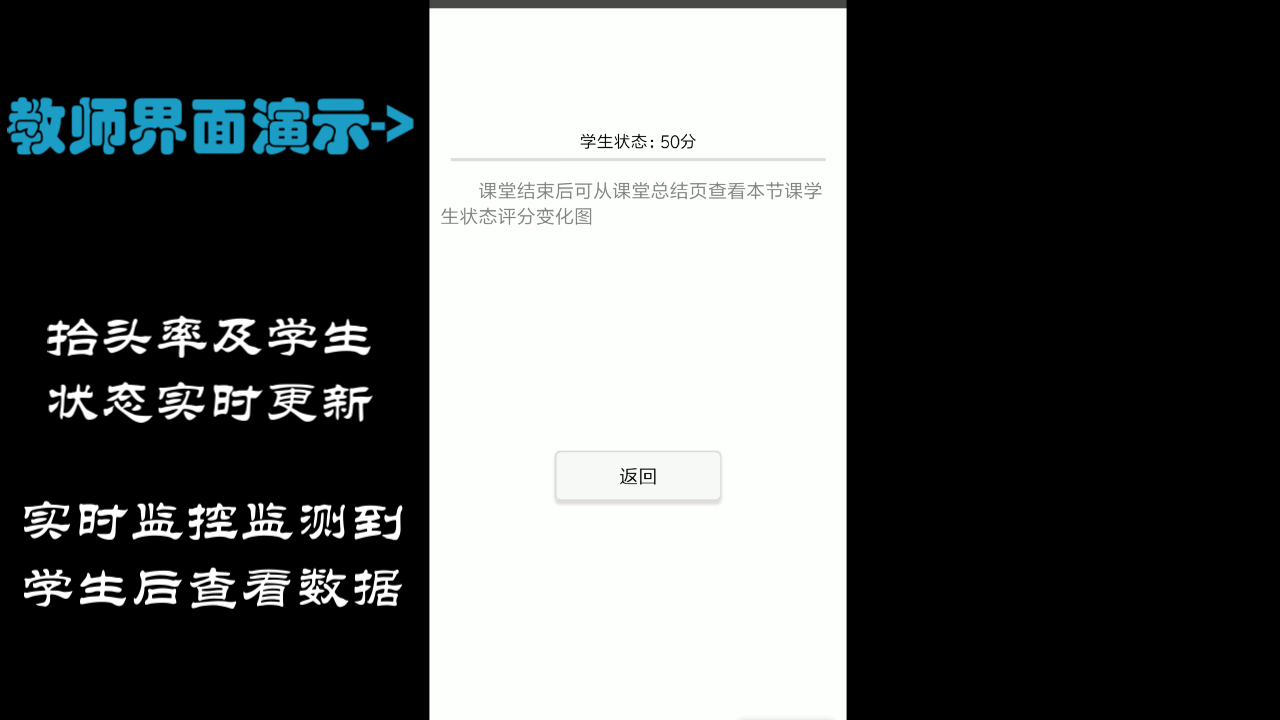 教师界面演示->
抬头率及学生
状态实时更新
实时监控监测到
学生后查看数据
学生状态: 50分
课堂结束后可从课堂总结页查看本节课学
生状态评分变化图
返回